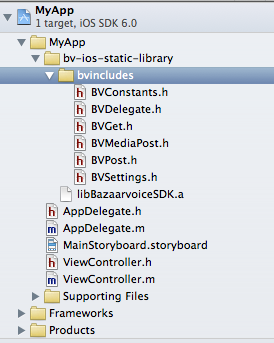 MyApp
1 target, iOS SDK 6.0
MyApp
bv-ios-static-library
bvincludes
h BVConstants.h
h BVDelegate.h
h BVGet.h
h BVMediaPost.h
h BVPost.h
h BVSettings.h
libBazaarvoiceSDK.a
h AppDelegate.h
m AppDelegate.m
MainStoryboard.storyboard
h ViewController.h
m ViewController.m
Supporting Files
Frameworks
Products